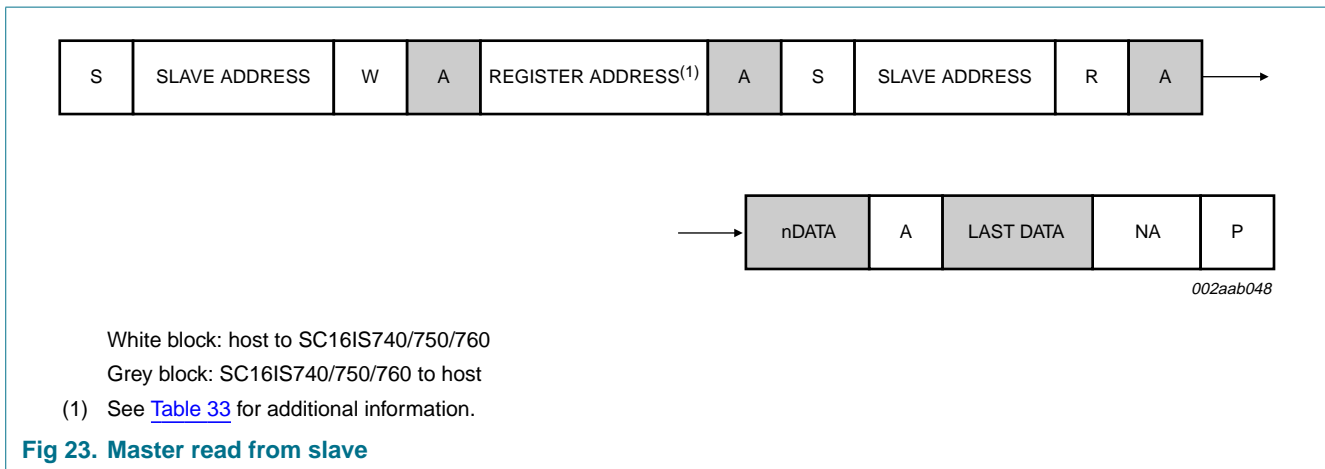 S SLAVE ADDRESS W A REGISTER ADDRESS(1) A S SLAVE ADDRESS R A
nDATA A LAST DATA NA P
002aab048
White block: host to SC16IS740/750/760
Grey block: SC16IS740/750/760 to host
(1) See Table 33 for additional information.
Fig 23. Master read from slave